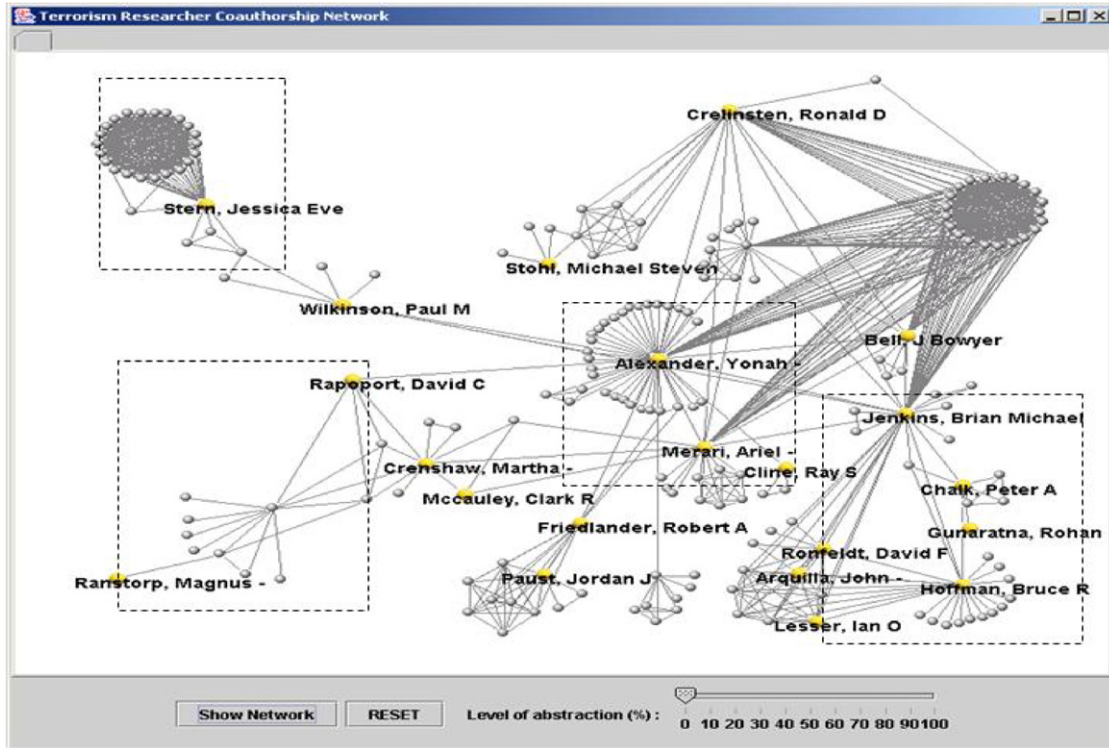 Terrorism Researcher Coauthorship Network
Crelinsten, Ronald D
Stern, Jessica Eve
Stohl, Michael Steven
Wilkinson, Paul M
Bell, J Bowyer
Alexander, Yonah -
Rapoport, David C
Jenkins, Brian Michael
Merari, Ariel -
Crenshaw, Martha -
Cline, Ray S
Mccauley, Clark R
Chalk, Peter A
Friedlander, Robert A
Gunaratna, Rohan
Ronfeldt, David F
Ranstorp, Magnus -
Paust, Jordan J
Arquilla, John -
Hoffman, Bruce R
Lesser, Ian O
Show Network RESET Level of abstraction (%) :
0 10 20 30 40 50 60 70 80 90 100